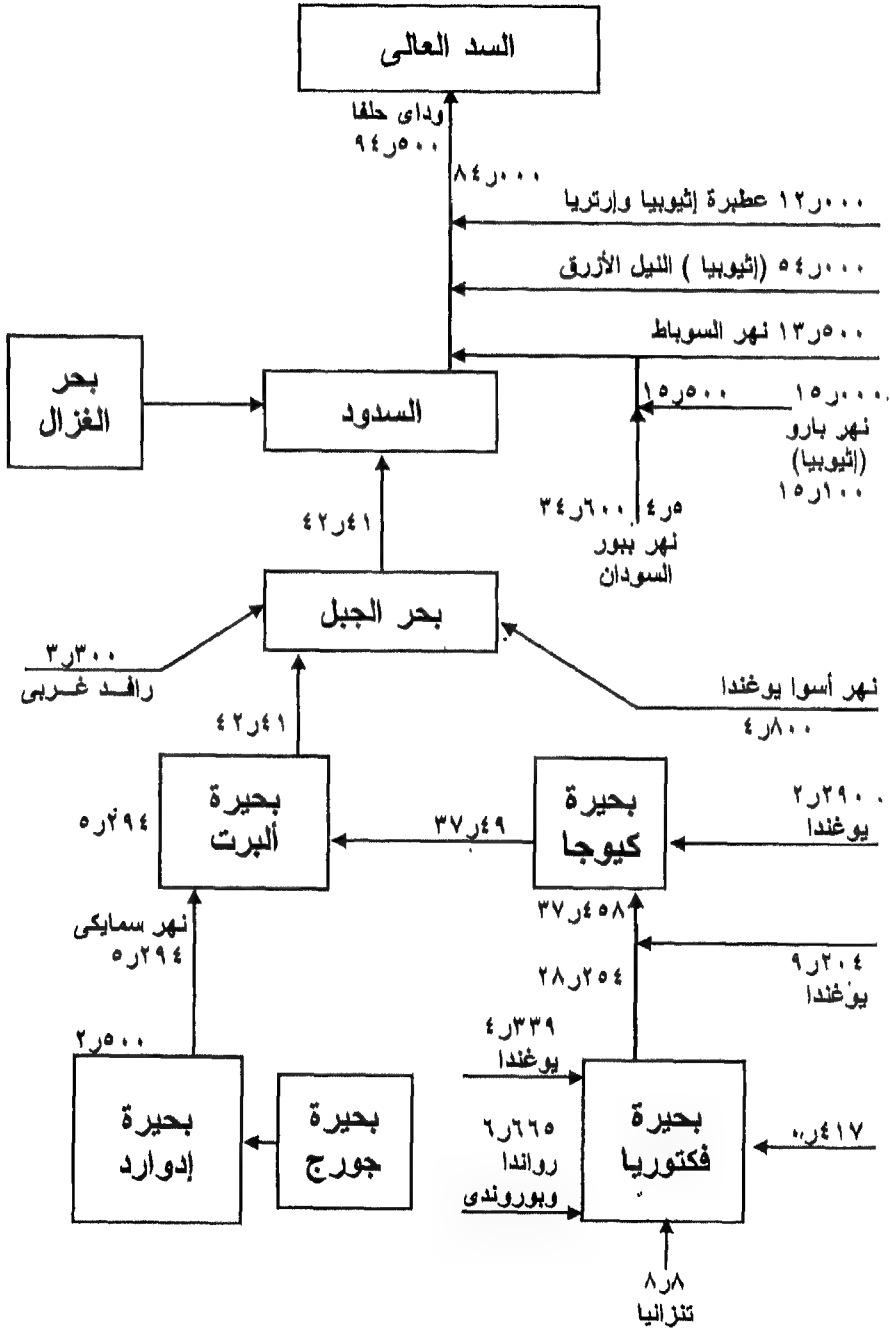 السد العالى
وداى حلفا
٩٤ر٥٠٠
٨٤ر٠٠٠
١٢ر٠٠٠ عطبرة إثيوبيا وإرتريا
٥٤ر٠٠٠ (إثيوبيا ) النيل الأزرق
١٣ر٥٠٠ نهر السوباط
بحر
الغزال
السدود
١٥ر٥٠٠
١٥ر٠٠٠
نهر بارو
(إثيوبيا)
١٥ر١٠٠
٤ر٥
٣٤ر٦٠٠
نهر بيور
السودان
٤٢ر٤١
بحر الجبل
٣ر٣٠٠
رافد غربى
نهر أسوا يوغندا
٤ر٨٠٠
٤٢ر٤١
بحيرة
ألبرت
٥ر٢٩٤
٣٧ر٤٩
بحيرة
كيوجا
٢ر٢٩٠٠
يوغندا
نهر سمايكى
٥ر٢٩٤
٣٧ر٤٥٨
٢٨ر٢٥٤
٩ر٢٠٤
يوغندا
٢ر٥٠٠
بحيرة
إدوارد
بحيرة
جورج
٤ر٣٣٩
يوغندا
٦ر٦٦٥
رواندا
وبوروندى
بحيرة
فكتوريا
٠ر٤١٧
٨ر٨
تنزانيا